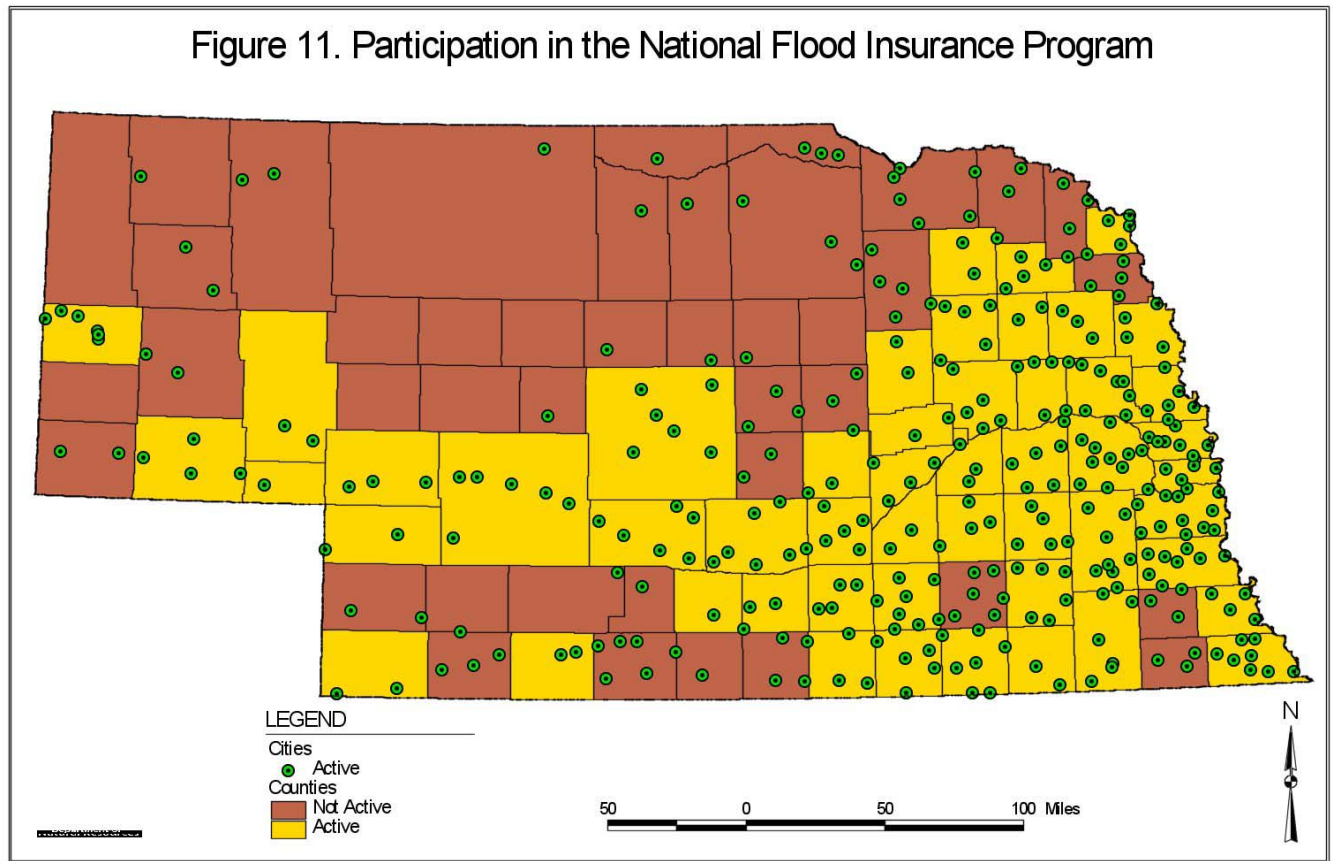 Figure 11. Participation in the National Flood Insurance Program
LEGEND
Cities
Active
Counties
Not Active
Active
50 0 50 100 Miles
N